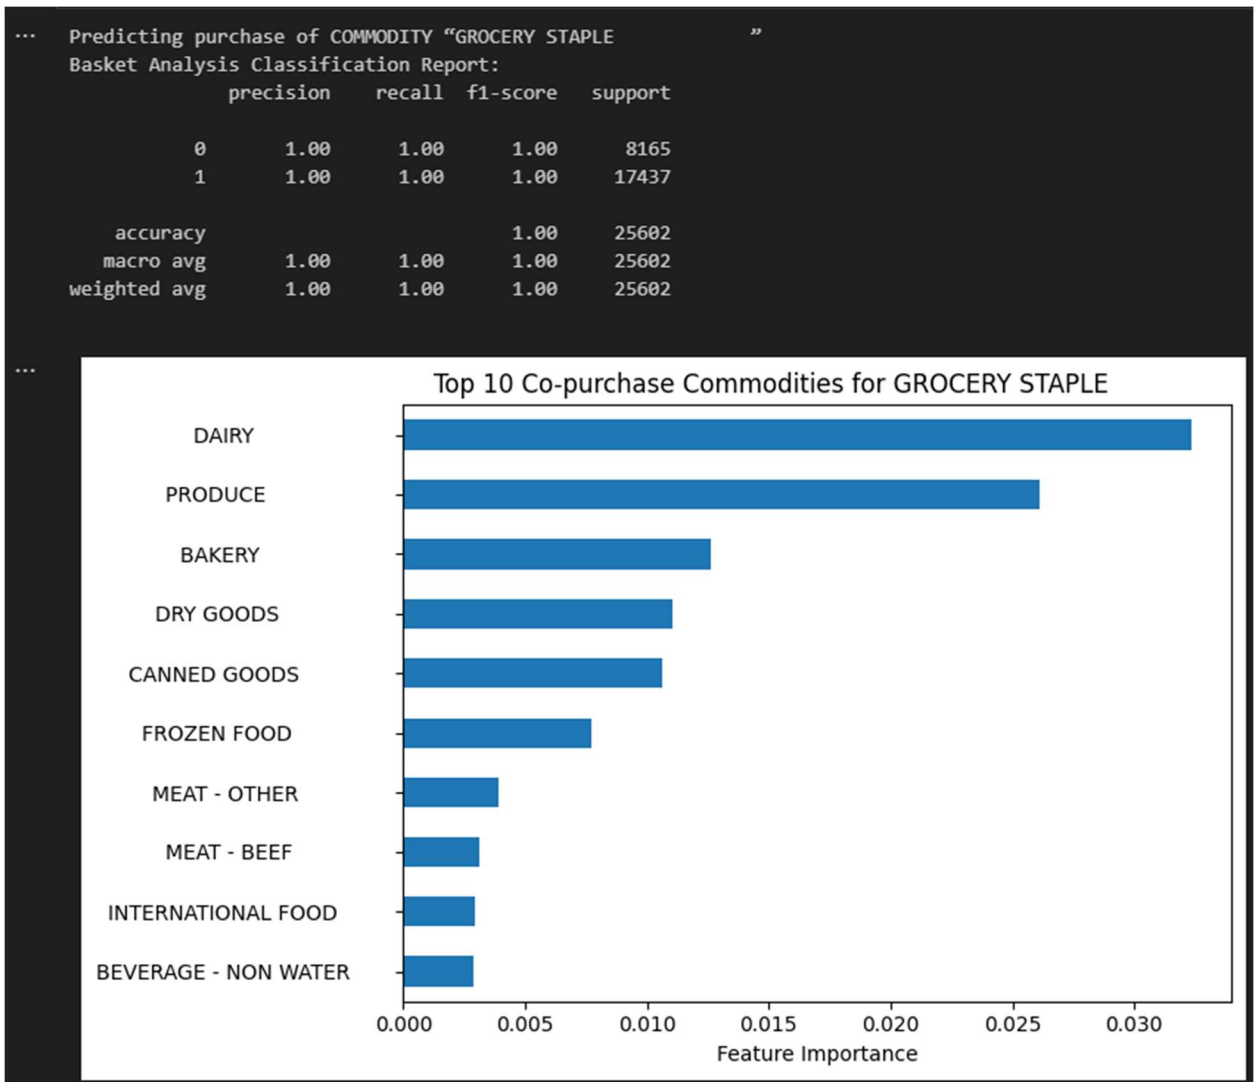 ... Predicting purchase of COMMODITY “GROCERY STAPLE ”
Basket Analysis Classification Report:
precision recall f1-score support
0 1.00 1.00 1.00 8165
1 1.00 1.00 1.00 17437
accuracy 1.00 25602
macro avg 1.00 1.00 1.00 25602
weighted avg 1.00 1.00 1.00 25602
...
Top 10 Co-purchase Commodities for GROCERY STAPLE
DAIRY
PRODUCE
BAKERY
DRY GOODS
CANNED GOODS
FROZEN FOOD
MEAT - OTHER
MEAT - BEEF
INTERNATIONAL FOOD
BEVERAGE - NON WATER
0.000 0.005 0.010 0.015 0.020 0.025 0.030
Feature Importance